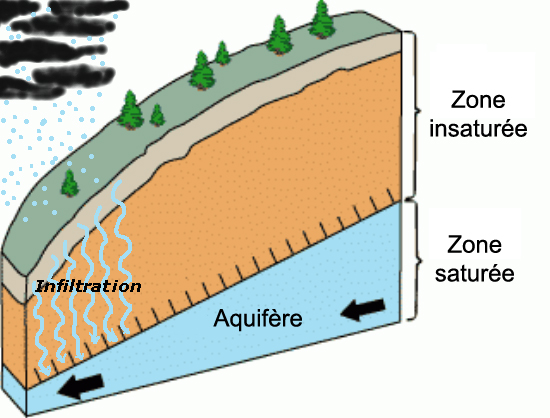 Zone
insaturée
Zone
saturée
Infiltration
Aquifère